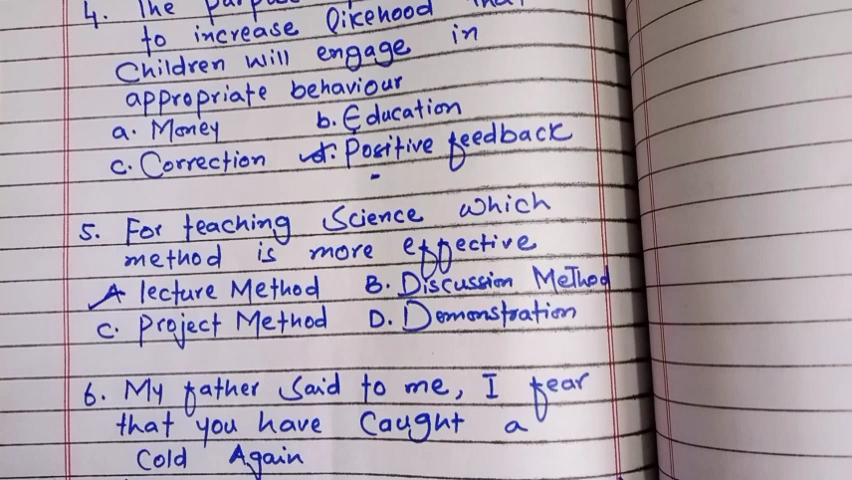 4. The
to increase likehood
Children will engage in
appropriate behaviour
a. Money b. Education
c. Correction d. Positive feedback
5. For teaching Science which
method is more effective
A lecture Method B. Discussion Method
C. Project Method D. Demonstration
6. My father Said to me, I fear
that you have Caught a
Cold Again